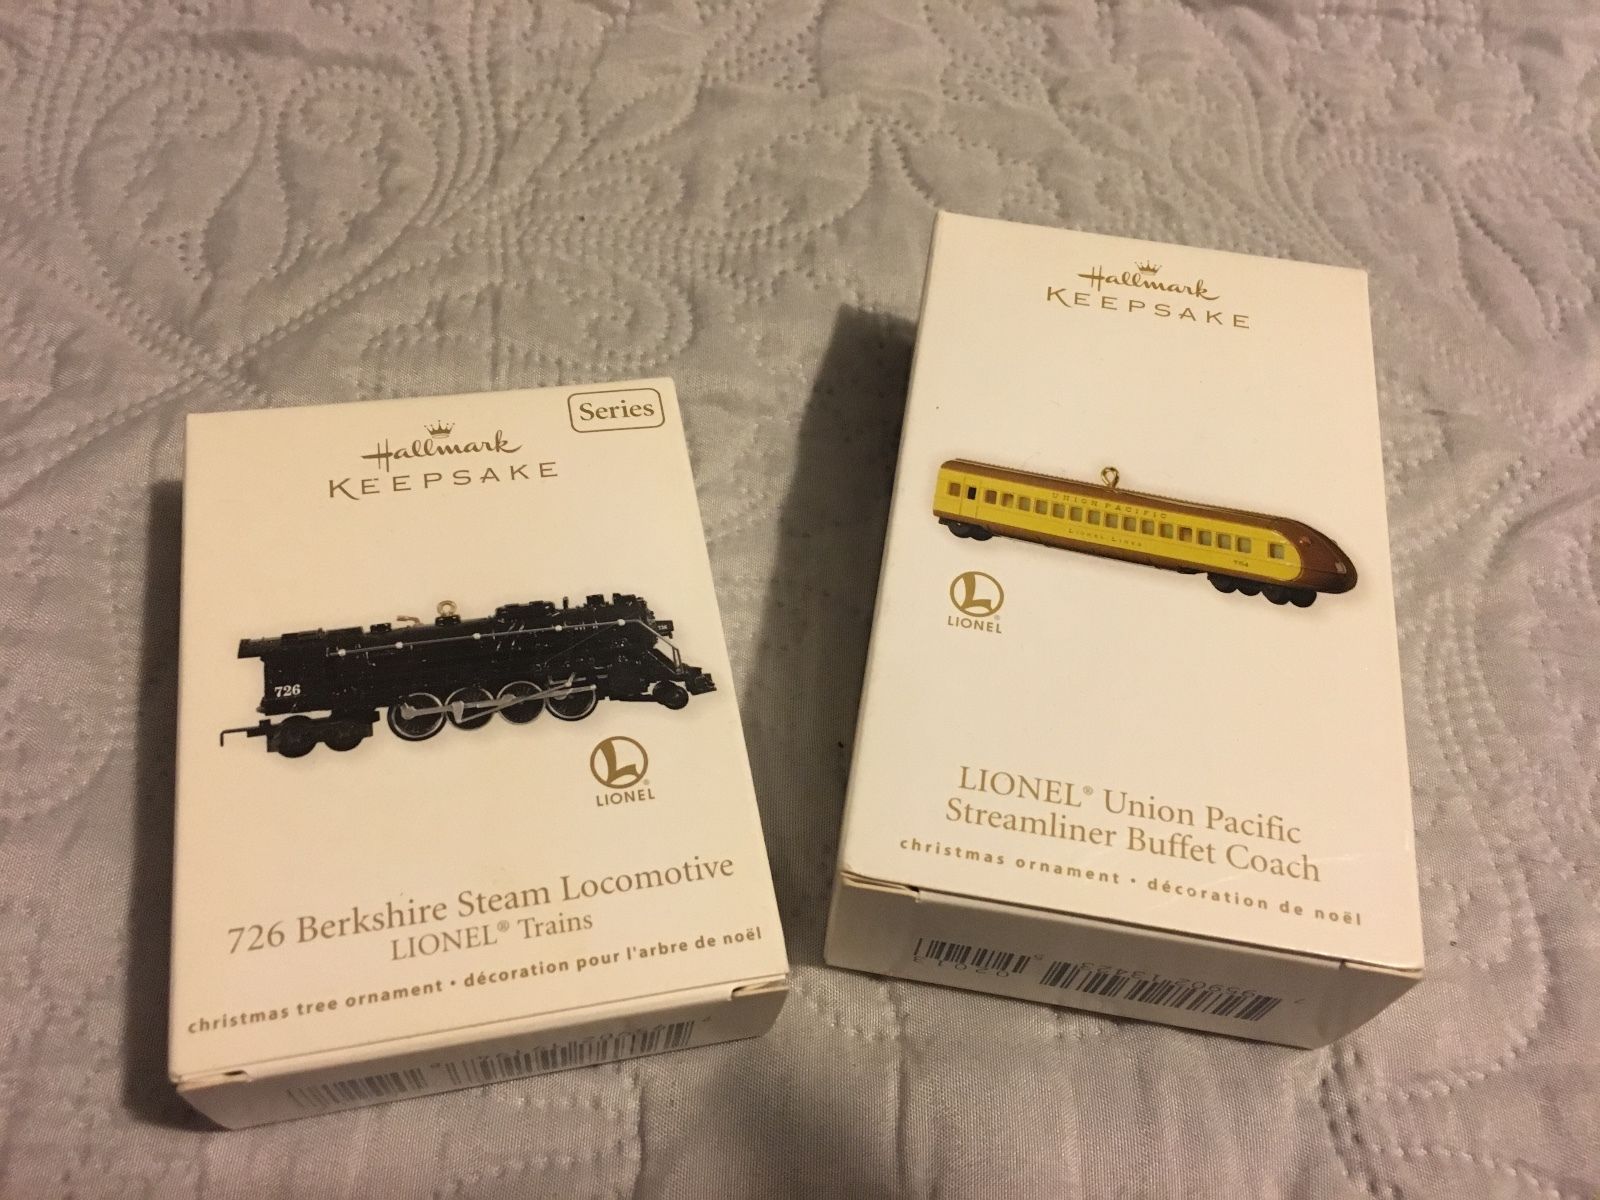 Hallmark
KEEPSAKE
Series
726
LIONEL
726 Berkshire Steam Locomotive
LIONEL® Trains
christmas tree ornament • décoration pour l'arbre de noël
Hallmark
KEEPSAKE
UNION PACIFIC
LIONEL LINES
LIONEL
LIONEL® Union Pacific
Streamliner Buffet Coach
christmas ornament • décoration de noël